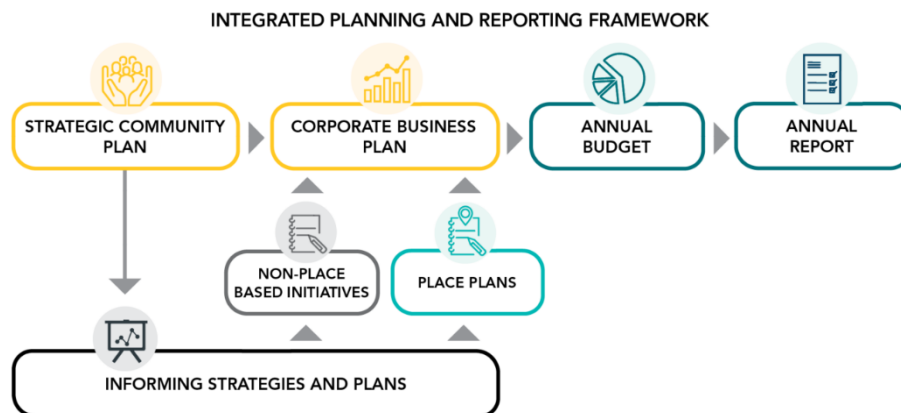 INTEGRATED PLANNING AND REPORTING FRAMEWORK
STRATEGIC COMMUNITY
PLAN
CORPORATE BUSINESS
PLAN
ANNUAL
BUDGET
ANNUAL
REPORT
NON-PLACE
BASED INITIATIVES
PLACE PLANS
INFORMING STRATEGIES AND PLANS